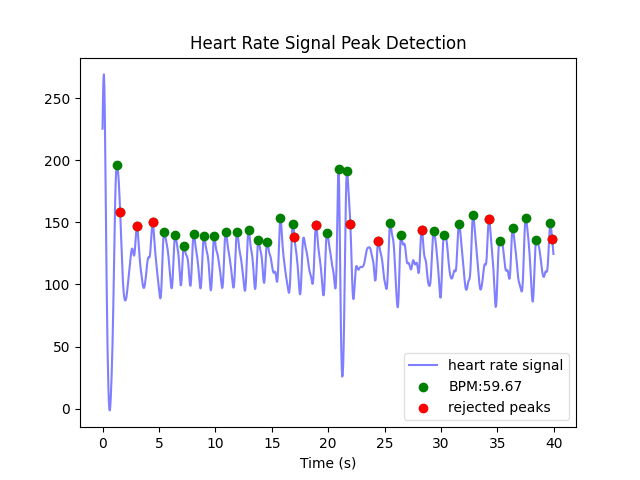 Heart Rate Signal Peak Detection
250
200
150
100
50
0
heart rate signal
BPM:59.67
rejected peaks
0 5 10 15 20 25 30 35 40
Time (s)